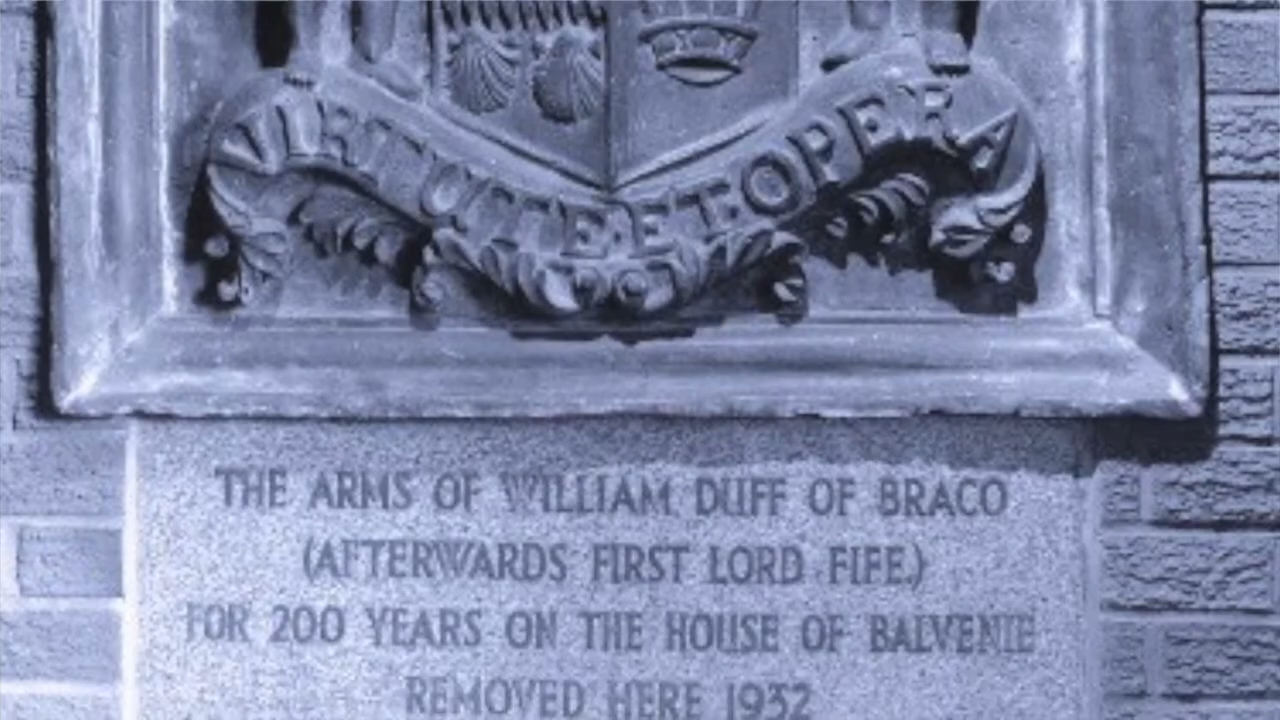 VIRTUTE·ET·OPERA
THE ARMS OF WILLIAM DUFF OF BRACO
(AFTERWARDS FIRST LORD FIFE.)
FOR 200 YEARS ON THE HOUSE OF BALVENIE
REMOVED HERE 1932